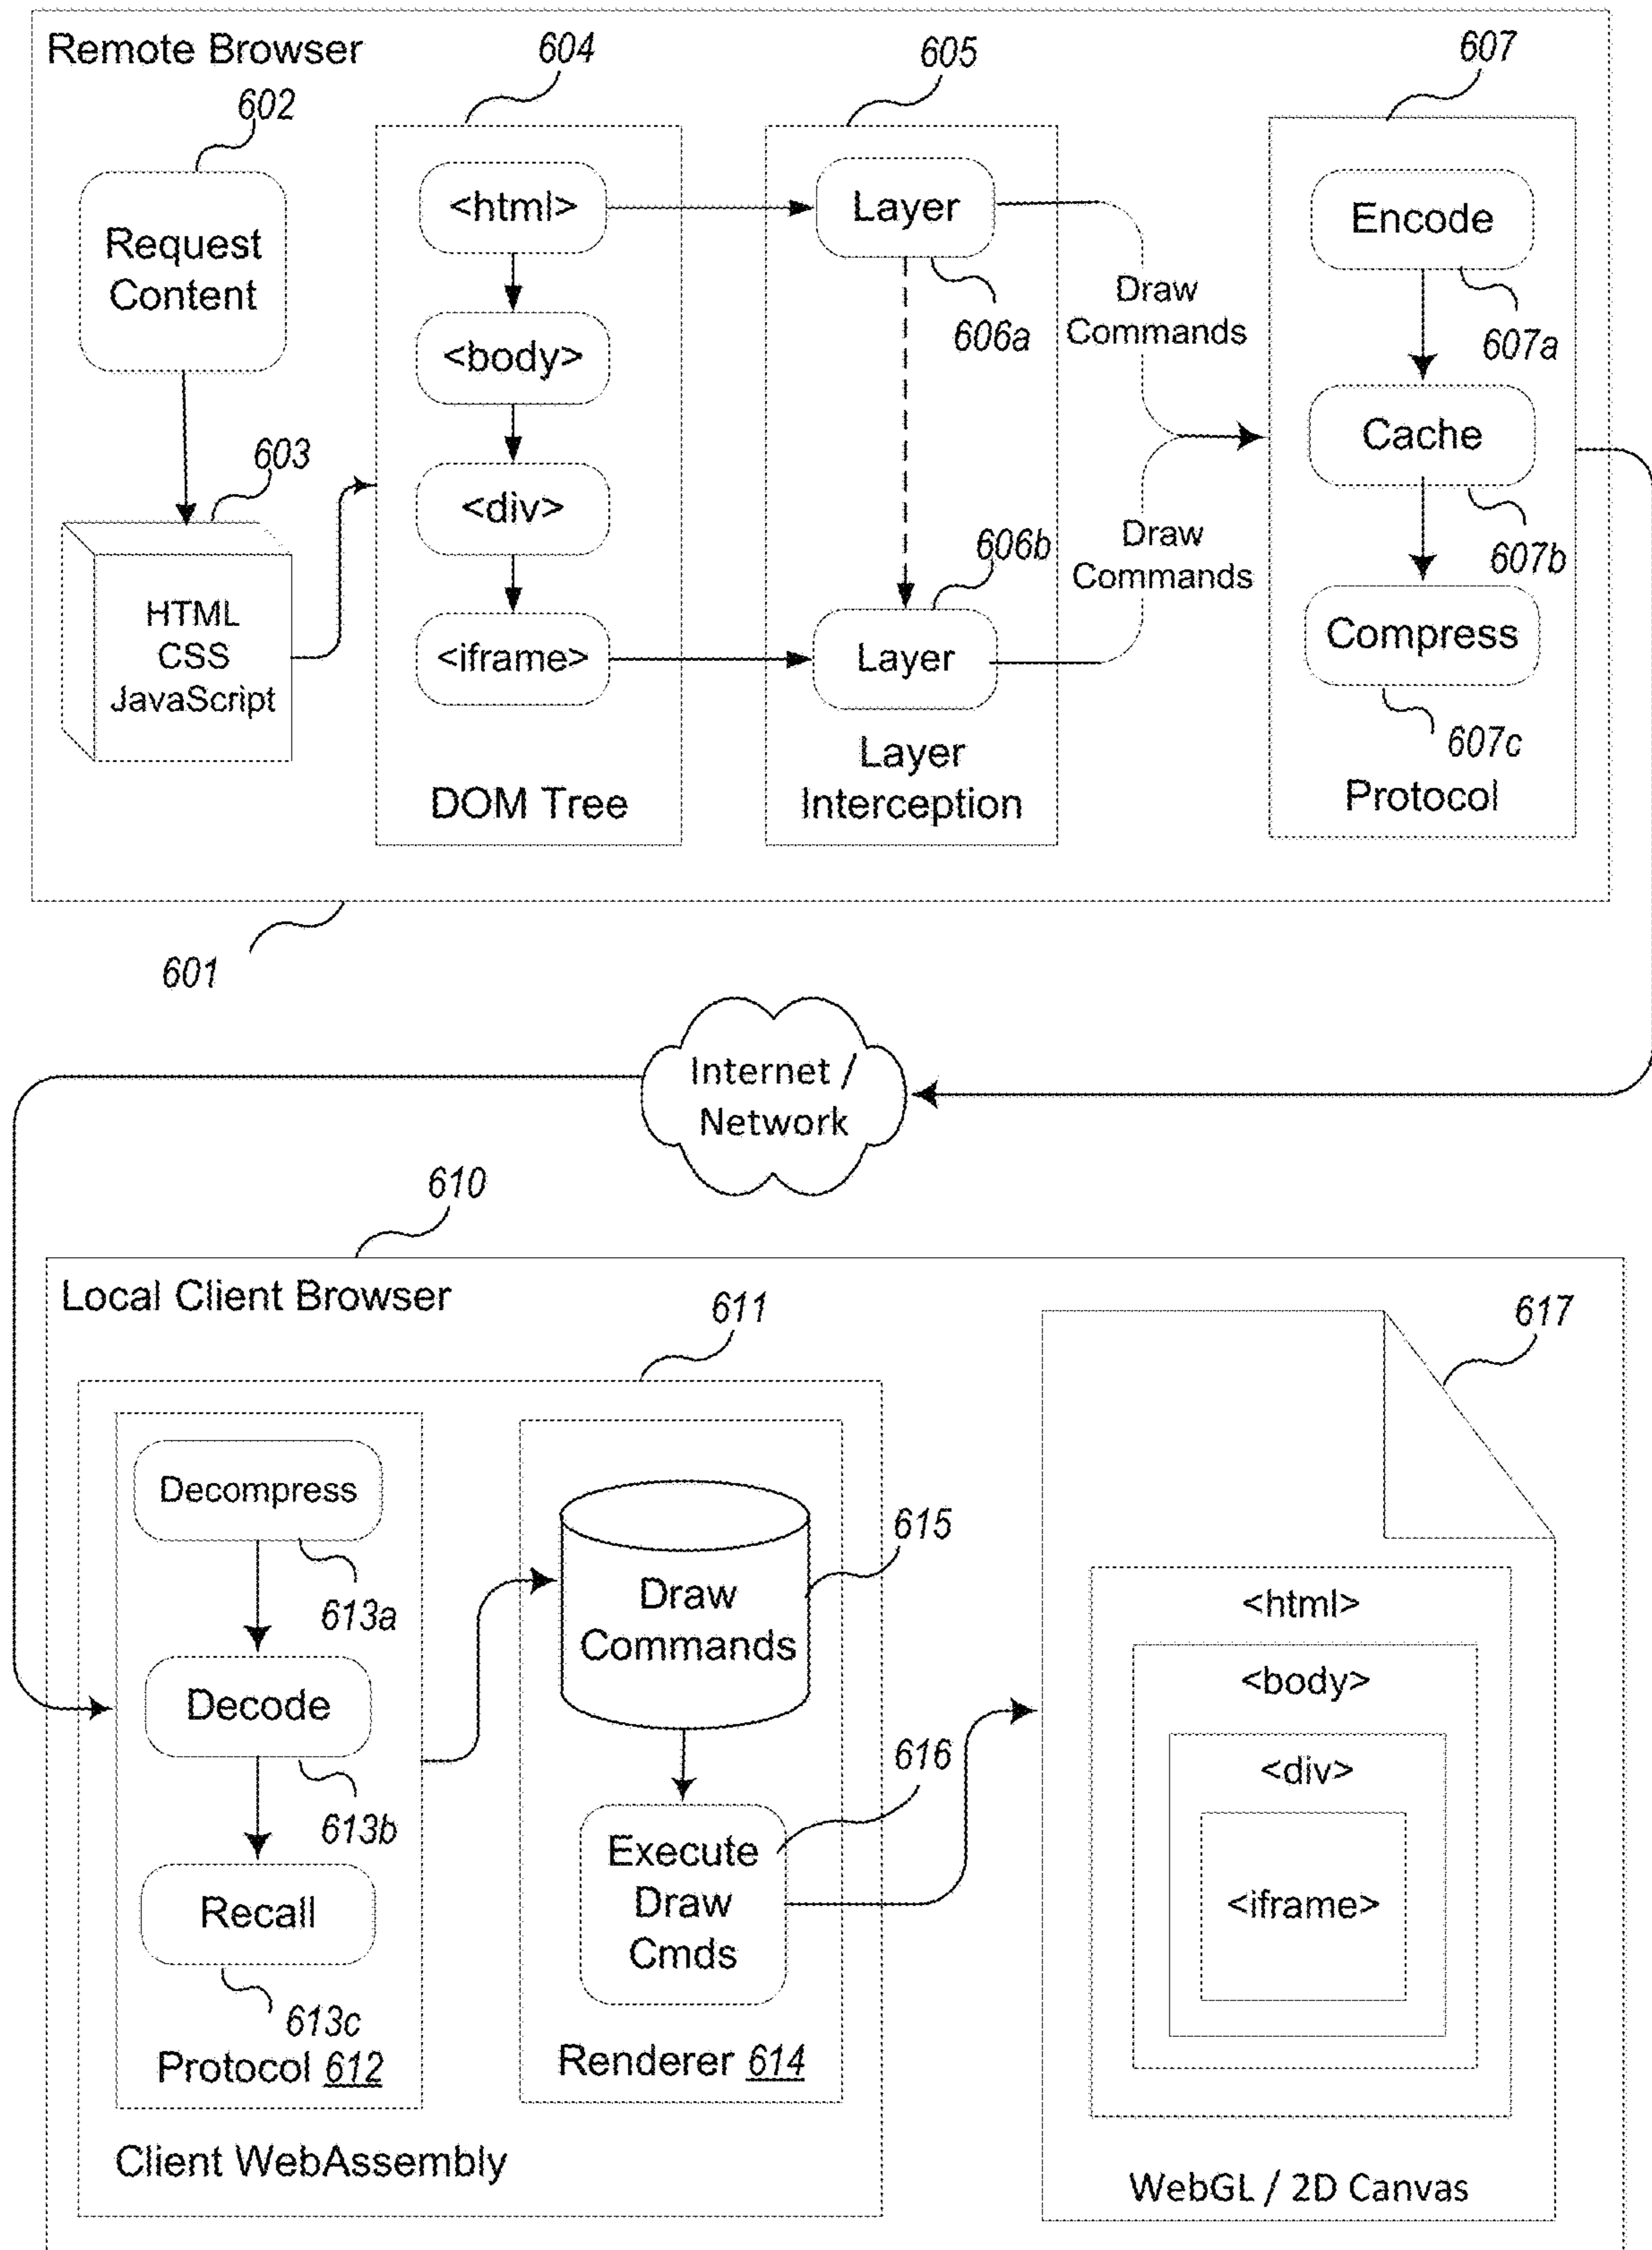 Remote Browser
602
604
605
607
Request
Content
603
HTML
CSS
JavaScript
<html>
<body>
<div>
<iframe>
DOM Tree
Layer
606a
606b
Layer
Layer
Interception
Draw
Commands
Draw
Commands
Encode
607a
Cache
607b
Compress
607c
Protocol
601
Internet /
Network
610
Local Client Browser
611
617
Decompress
613a
Decode
613b
Recall
613c
Protocol 612
Draw
Commands
615
616
Execute
Draw
Cmds
Renderer 614
Client WebAssembly
<html>
<body>
<div>
<iframe>
WebGL / 2D Canvas